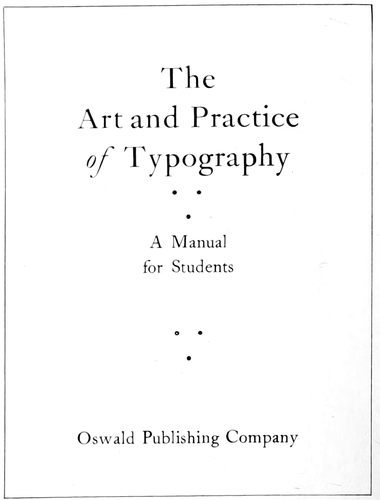 The
Art and Practice
of Typography
A Manual
for Students
Oswald Publishing Company